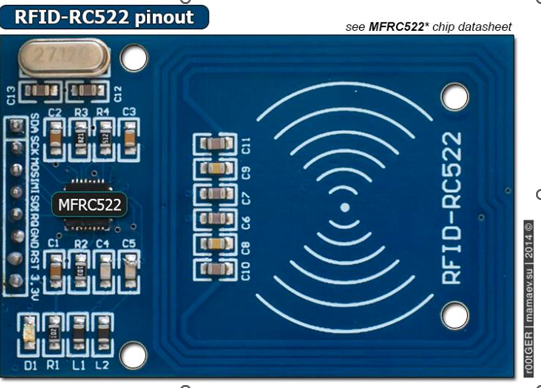 RFID-RC522 pinout
see MFRC522* chip datasheet
27.120
C13
C12
C2 R3 R4 C3
SDA SCK MOSI MISO IRQ GND RST 3.3V
MFRC522
C11
C9
C7
C6
C8
C10
C1 R2 C4 C5
D1 R1 L1 L2
RFID-RC522
r00tGER | mamaev.su | 2014 ©